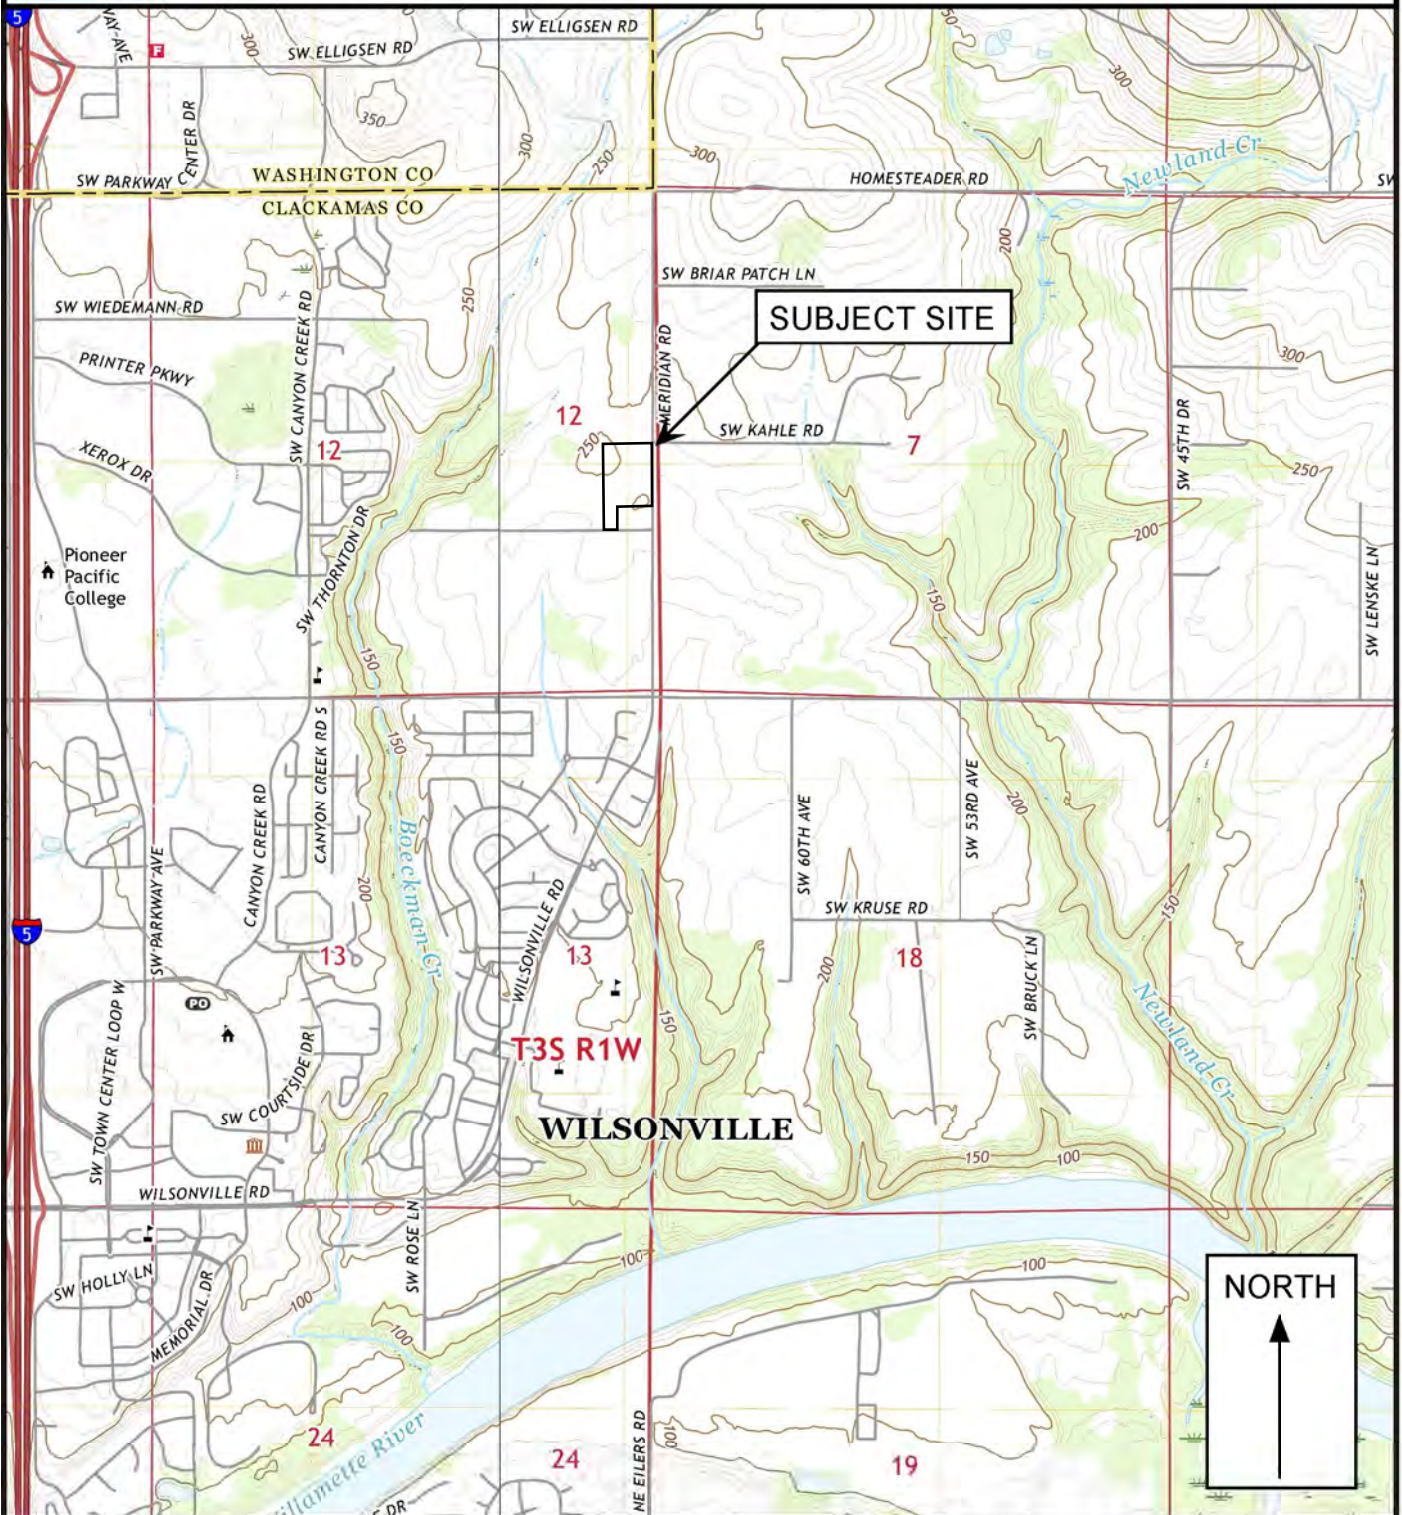 5
WAY-AVE
F
SW ELLIGSEN RD
SW ELLIGSEN RD
300
350
300
250
CENTER DR
SW PARKWAY
WASHINGTON CO
CLACKAMAS CO
50
300
300
Newland Cr
HOMESTEADER RD
SW
200
SW BRIAR PATCH LN
SW WIEDEMANN RD
250
SUBJECT SITE
MERIDIAN RD
300
PRINTER PKWY
SW CANYON CREEK RD
12
12
250
SW KAHLE RD
7
SW 45TH DR
250
XEROX DR
200
SW THORNTON DR
Pioneer
Pacific
College
150
150
SW LENSKE LN
150
CANYON CREEK RD S
CANYON CREEK RD
Boeckman Cr
200
SW PARKWAY AVE
SW 60TH AVE
SW 53RD AVE
200
WILSONVILLE RD
SW KRUSE RD
150
5
13
13
18
200
SW BRUCK LN
PO
SW TOWN CENTER LOOP W
150
Newland Cr
T3S R1W
SW COURTSIDE DR
WILSONVILLE
150
100
WILSONVILLE RD
SW ROSE LN
100
100
SW HOLLY LN
MEMORIAL DR
100
100
NORTH
24
24
19
NE EILERS RD
100
illamette River
DR